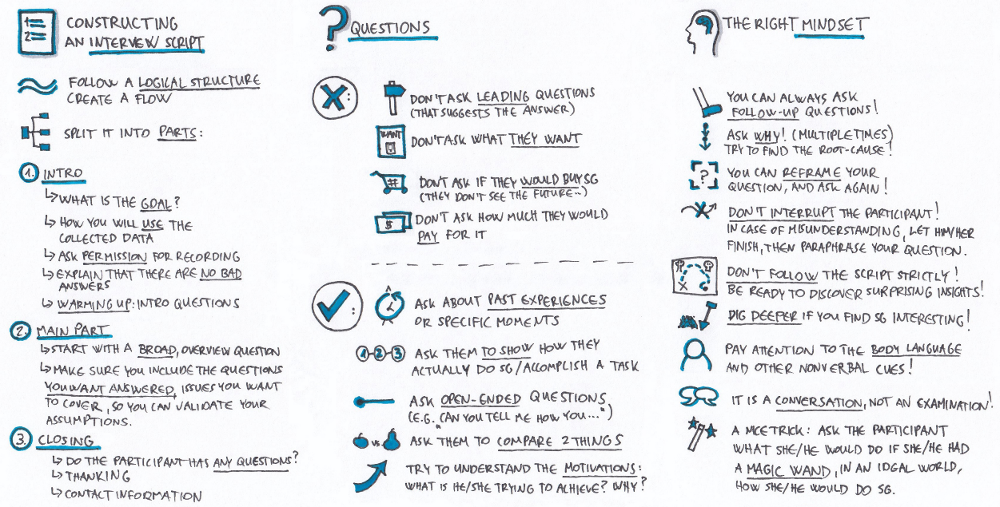 1
2
CONSTRUCTING
AN INTERVIEW SCRIPT
FOLLOW A LOGICAL STRUCTURE
CREATE A FLOW
SPLIT IT INTO PARTS:
1. INTRO
WHAT IS THE GOAL?
HOW YOU WILL USE THE
COLLECTED DATA
ASK PERMISSION FOR RECORDING
EXPLAIN THAT THERE ARE NO BAD
ANSWERS
WARMING UP: INTRO QUESTIONS
2. MAIN PART
START WITH A BROAD, OVERVIEW QUESTION
MAKE SURE YOU INCLUDE THE QUESTIONS
YOU WANT ANSWERED, ISSUES YOU WANT
TO COVER, SO YOU CAN VALIDATE YOUR
ASSUMPTIONS.
3. CLOSING
DO THE PARTICIPANT HAS ANY QUESTIONS?
THANKING
CONTACT INFORMATION
? QUESTIONS
X:
DON'T ASK LEADING QUESTIONS
(THAT SUGGESTS THE ANSWER)
WANT
DON'T ASK WHAT THEY WANT
#
DON'T ASK IF THEY WOULD BUY SG
(THEY DON'T SEE THE FUTURE..)
$
DON'T ASK HOW MUCH THEY WOULD
PAY FOR IT
✓:
ASK ABOUT PAST EXPERIENCES
OR SPECIFIC MOMENTS
1-2-3
ASK THEM TO SHOW HOW THEY
ACTUALLY DO SG/ACCOMPLISH A TASK
ASK OPEN-ENDED QUESTIONS
(E.G. "CAN YOU TELL ME HOW YOU...")
VS.
ASK THEM TO COMPARE 2 THINGS
TRY TO UNDERSTAND THE MOTIVATIONS:
WHAT IS HE/SHE TRYING TO ACHIEVE? WHY?
THE RIGHT MINDSET
YOU CAN ALWAYS ASK
FOLLOW-UP QUESTIONS!
ASK WHY! (MULTIPLE TIMES)
TRY TO FIND THE ROOT-CAUSE!
?
YOU CAN REFRAME YOUR
QUESTION, AND ASK AGAIN!
DON'T INTERRUPT THE PARTICIPANT!
IN CASE OF MISUNDERSTANDING, LET HIM/HER
FINISH, THEN PARAPHRASE YOUR QUESTION.
X
DON'T FOLLOW THE SCRIPT STRICTLY!
BE READY TO DISCOVER SURPRISING INSIGHTS!
DIG DEEPER IF YOU FIND SG INTERESTING!
PAY ATTENTION TO THE BODY LANGUAGE
AND OTHER NONVERBAL CUES!
IT IS A CONVERSATION, NOT AN EXAMINATION!
A NICE TRICK: ASK THE PARTICIPANT
WHAT SHE/HE WOULD DO IF SHE/HE HAD
A MAGIC WAND, IN AN IDEAL WORLD,
HOW SHE/HE WOULD DO SG.